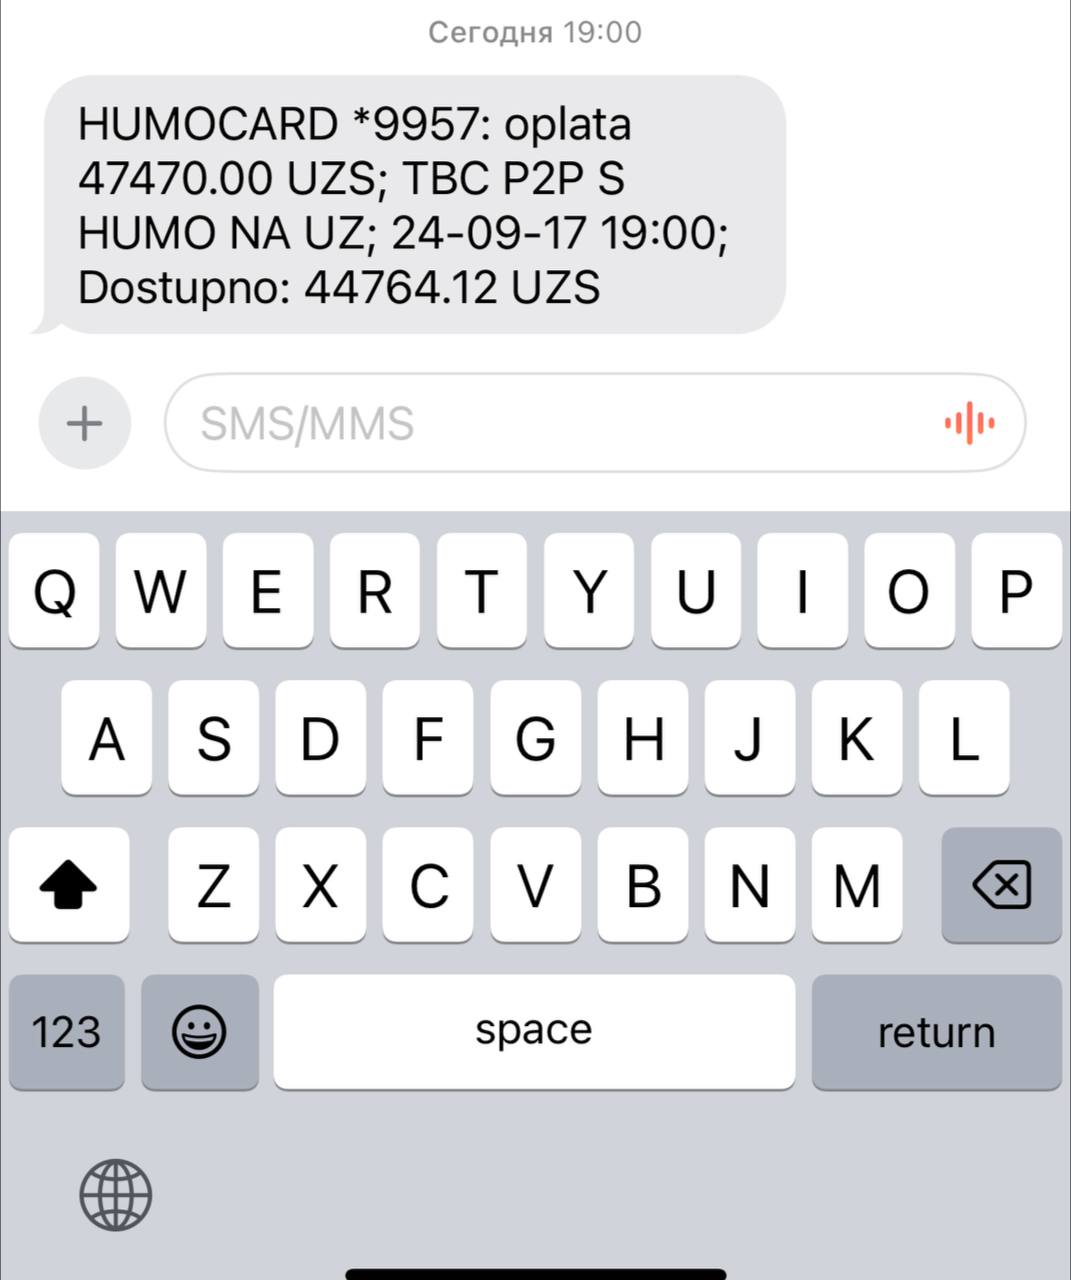 Сегодня 19:00
HUMOCARD *9957: oplata
47470.00 UZS; TBC P2P S
HUMO NA UZ; 24-09-17 19:00;
Dostupno: 44764.12 UZS
SMS/MMS
Q W E R T Y U I O P
A S D F G H J K L
Z X C V B N M
123 space return